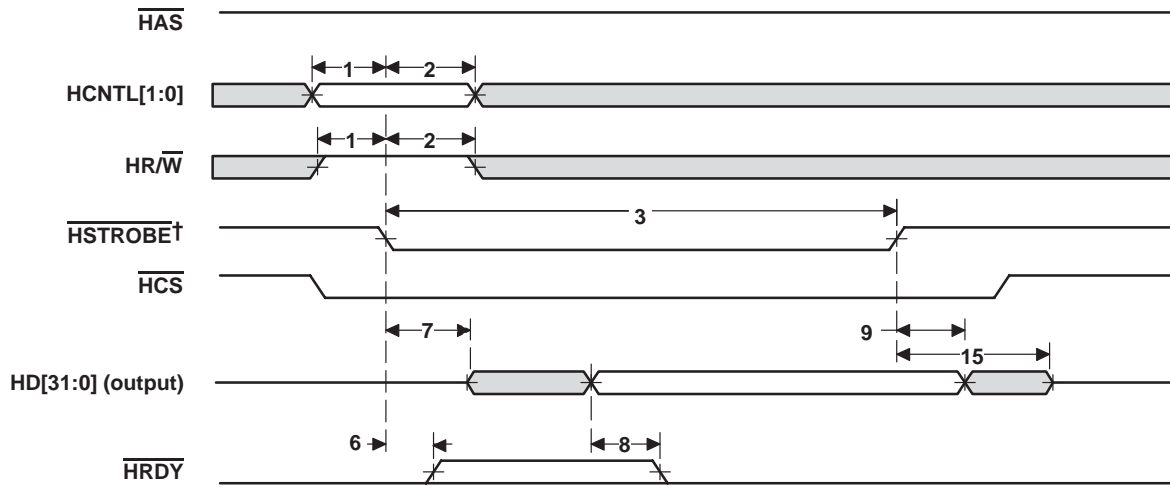 HAS
1 2
HCNTL[1:0]
1 2
HR/W
3
HSTROBE†
HCS
7 9
15
HD[31:0] (output)
6 8
HRDY